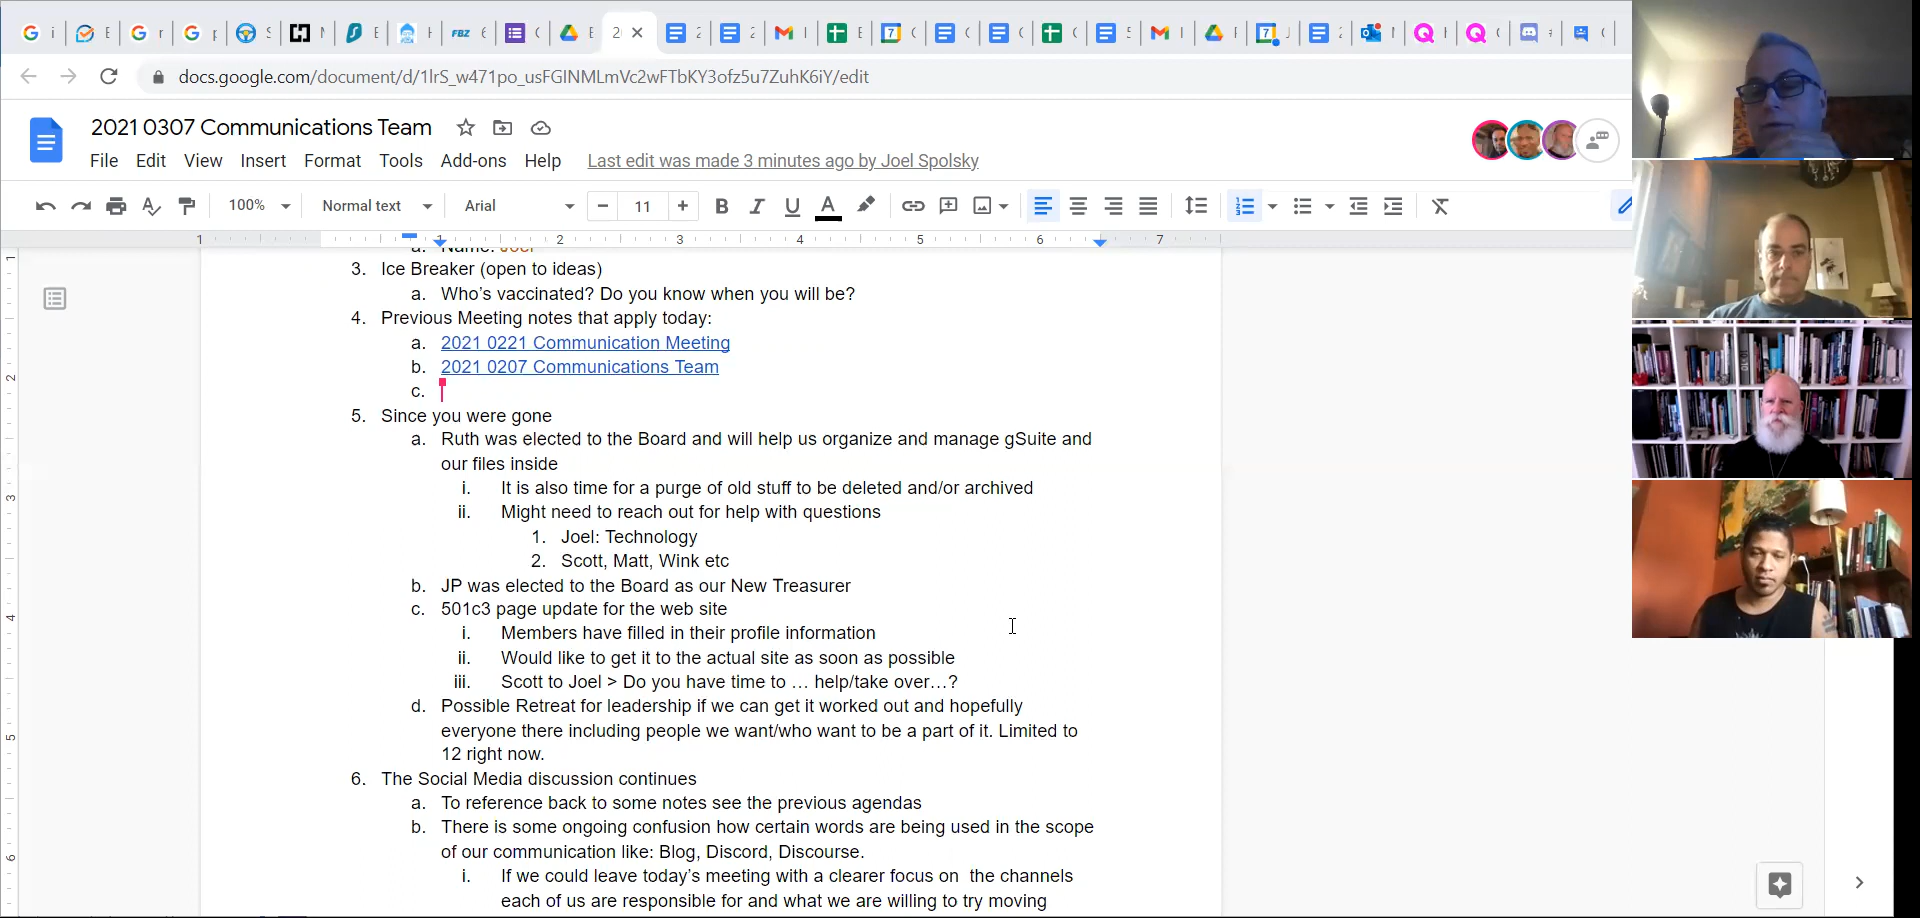 docs.google.com/document/d/1lrS_w471po_usFGINMLmVc2wFTbKY3ofz5u7ZuhK6iY/edit
2021 0307 Communications Team
File Edit View Insert Format Tools Add-ons Help Last edit was made 3 minutes ago by Joel Spolsky
100% Normal text Arial 11
1 1 2 3 4 5 6 7
a. Name: Joel
3. Ice Breaker (open to ideas)
a. Who's vaccinated? Do you know when you will be?
4. Previous Meeting notes that apply today:
a. 2021 0221 Communication Meeting
b. 2021 0207 Communications Team
c.
5. Since you were gone
a. Ruth was elected to the Board and will help us organize and manage gSuite and
our files inside
i. It is also time for a purge of old stuff to be deleted and/or archived
ii. Might need to reach out for help with questions
1. Joel: Technology
2. Scott, Matt, Wink etc
b. JP was elected to the Board as our New Treasurer
c. 501c3 page update for the web site
i. Members have filled in their profile information
ii. Would like to get it to the actual site as soon as possible
iii. Scott to Joel > Do you have time to … help/take over…?
d. Possible Retreat for leadership if we can get it worked out and hopefully
everyone there including people we want/who want to be a part of it. Limited to
12 right now.
6. The Social Media discussion continues
a. To reference back to some notes see the previous agendas
b. There is some ongoing confusion how certain words are being used in the scope
of our communication like: Blog, Discord, Discourse.
i. If we could leave today's meeting with a clearer focus on  the channels
each of us are responsible for and what we are willing to try moving